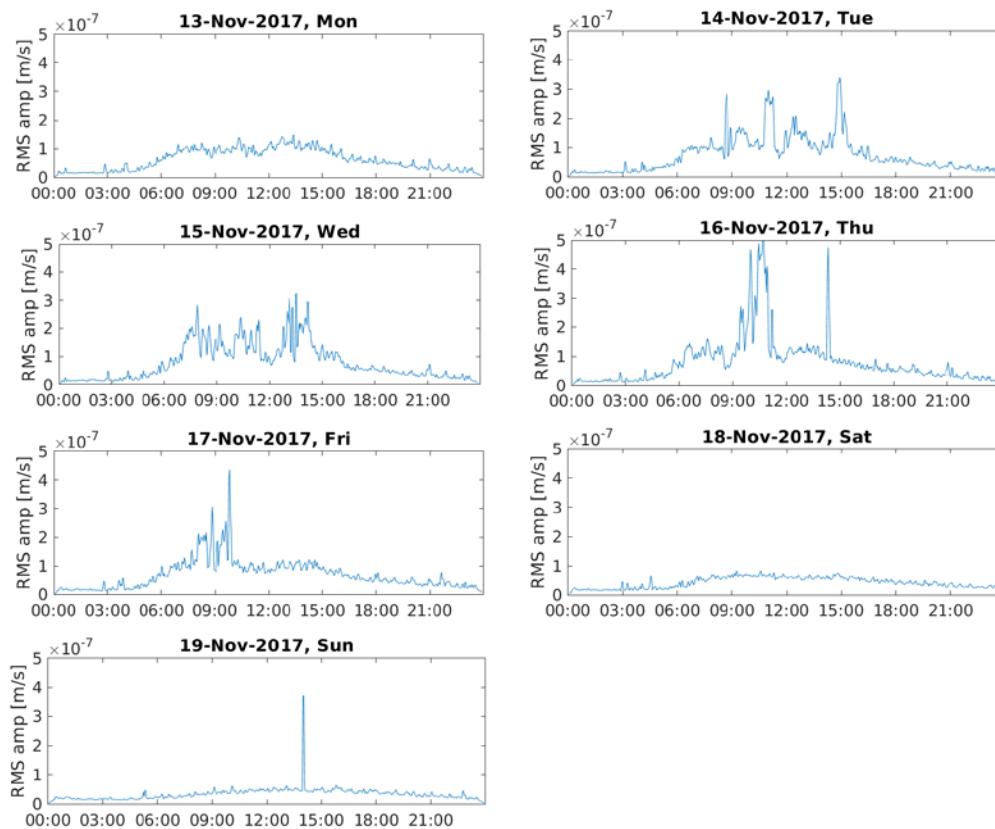 13-Nov-2017, Mon
×10-7
RMS amp [m/s]
5
4
3
2
1
0
00:00 03:00 06:00 09:00 12:00 15:00 18:00 21:00
14-Nov-2017, Tue
×10-7
RMS amp [m/s]
5
4
3
2
1
0
00:00 03:00 06:00 09:00 12:00 15:00 18:00 21:00
15-Nov-2017, Wed
×10-7
RMS amp [m/s]
5
4
3
2
1
0
00:00 03:00 06:00 09:00 12:00 15:00 18:00 21:00
16-Nov-2017, Thu
×10-7
RMS amp [m/s]
5
4
3
2
1
0
00:00 03:00 06:00 09:00 12:00 15:00 18:00 21:00
17-Nov-2017, Fri
×10-7
RMS amp [m/s]
5
4
3
2
1
0
00:00 03:00 06:00 09:00 12:00 15:00 18:00 21:00
18-Nov-2017, Sat
×10-7
RMS amp [m/s]
5
4
3
2
1
0
00:00 03:00 06:00 09:00 12:00 15:00 18:00 21:00
19-Nov-2017, Sun
×10-7
RMS amp [m/s]
5
4
3
2
1
0
00:00 03:00 06:00 09:00 12:00 15:00 18:00 21:00